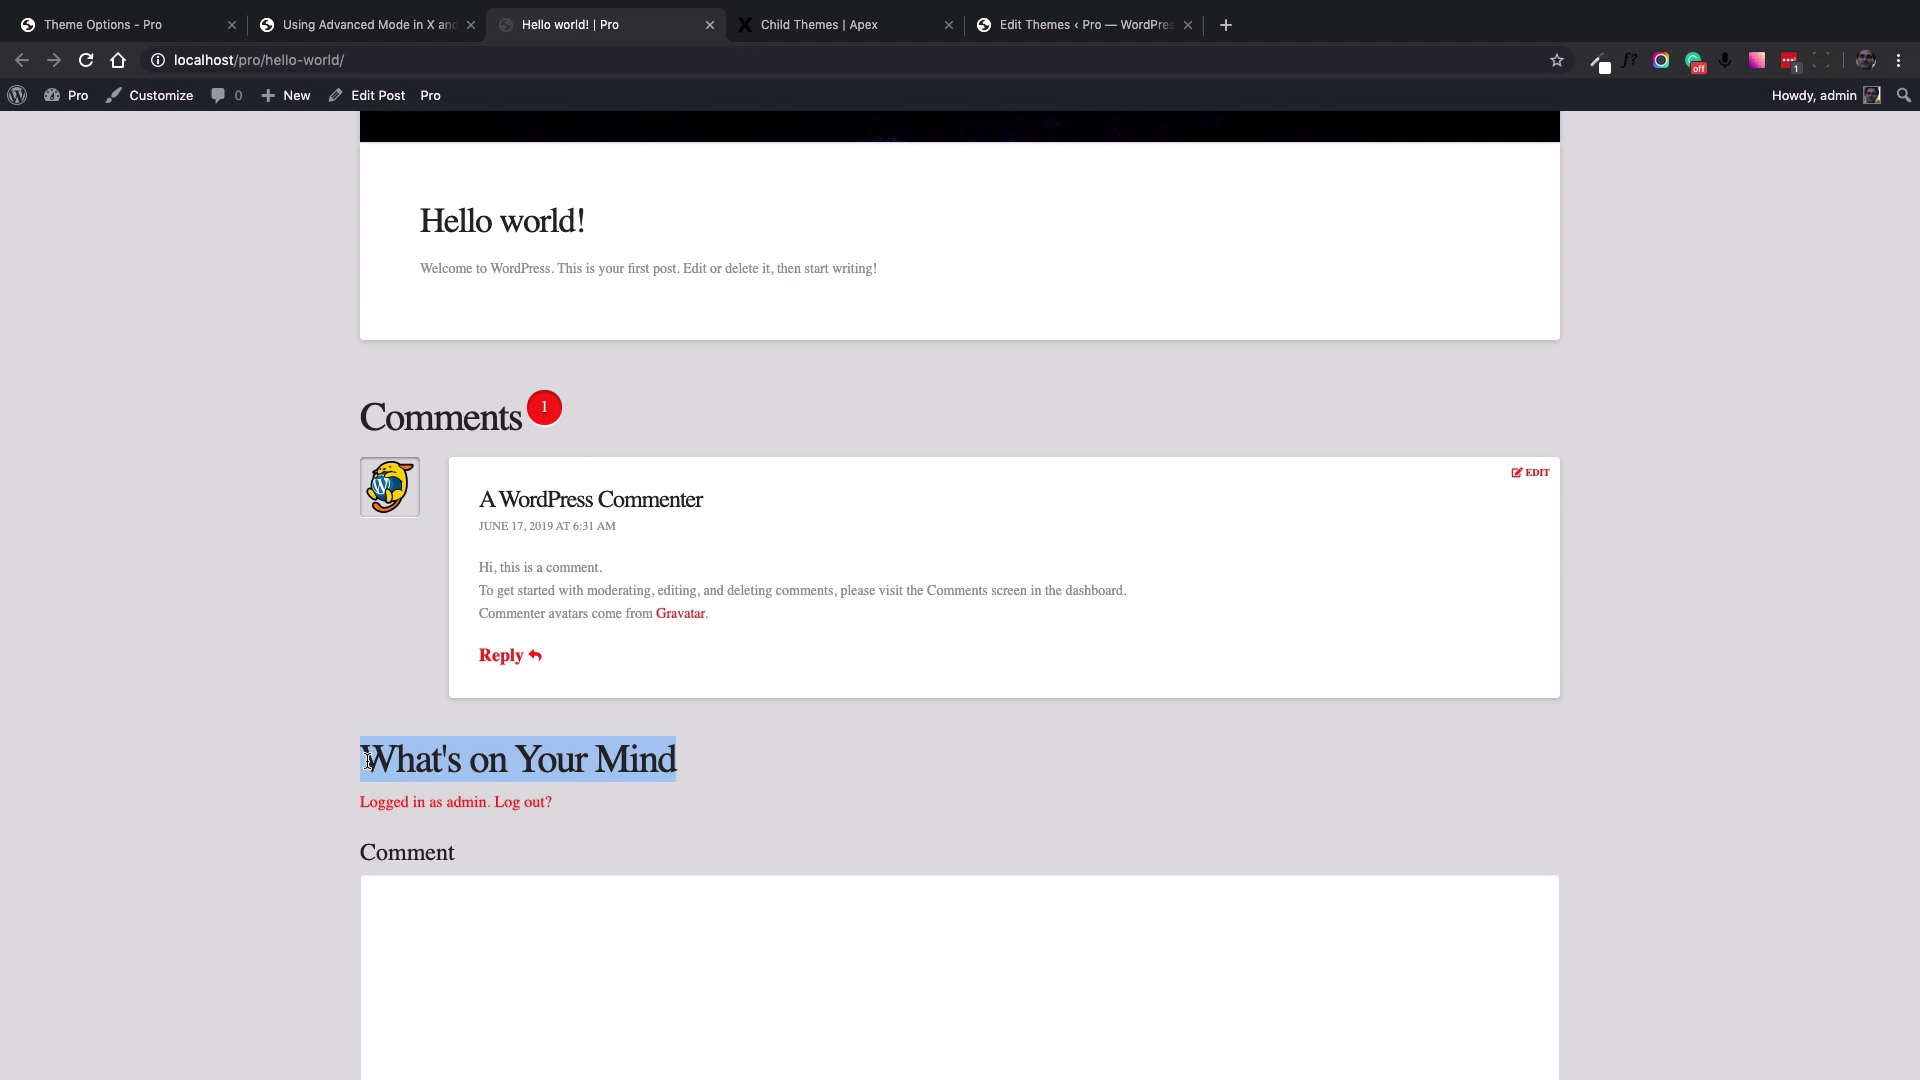 Theme Options - Pro
Using Advanced Mode in X and
Hello world! | Pro
Child Themes | Apex
Edit Themes ‹ Pro — WordPres
localhost/pro/hello-world/
f?
off
1
Pro
Customize
0
New
Edit Post
Pro
Howdy, admin
Hello world!
Welcome to WordPress. This is your first post. Edit or delete it, then start writing!
Comments 1
EDIT
A WordPress Commenter
JUNE 17, 2019 AT 6:31 AM
Hi, this is a comment.
To get started with moderating, editing, and deleting comments, please visit the Comments screen in the dashboard.
Commenter avatars come from Gravatar.
Reply
What's on Your Mind
Logged in as admin. Log out?
Comment